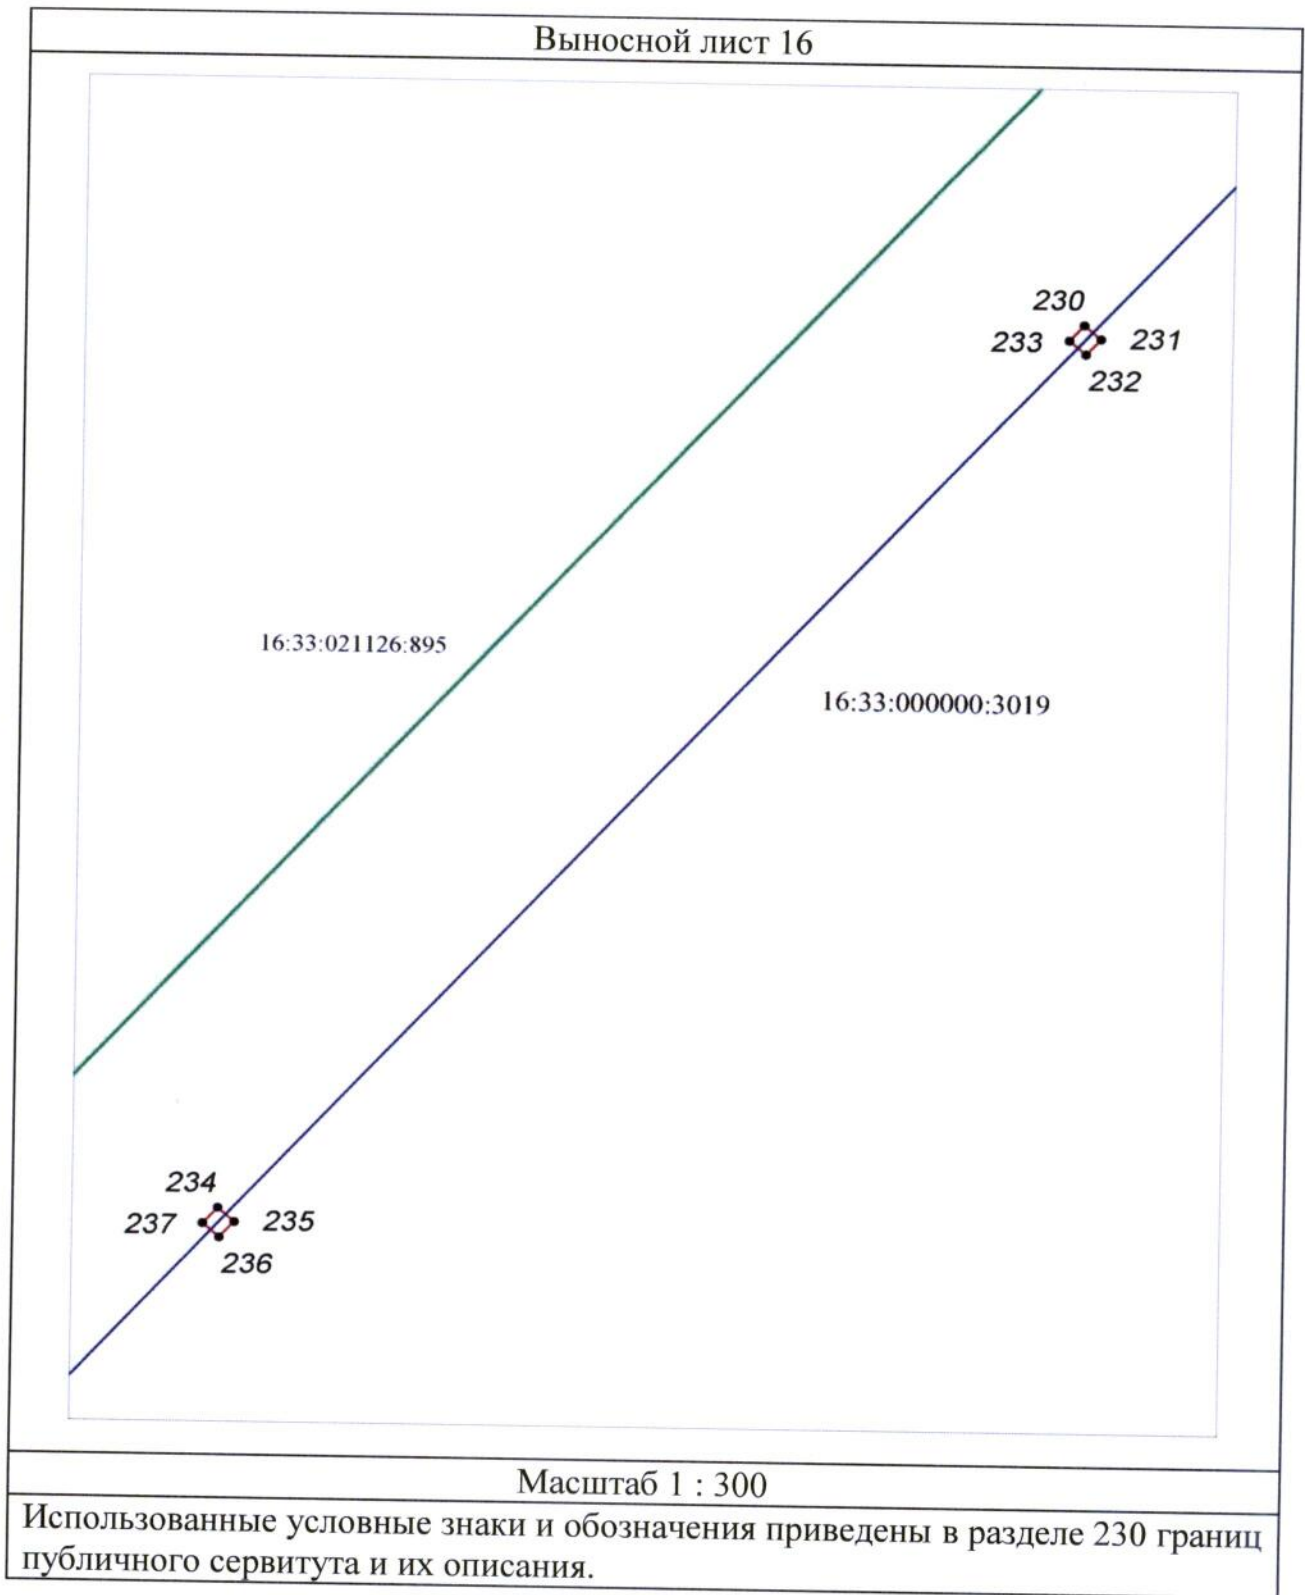 Выносной лист 16
230
233
231
232
16:33:021126:895
16:33:000000:3019
234
237
235
236
Масштаб 1 : 300
Использованные условные знаки и обозначения приведены в разделе 230 границ
публичного сервитута и их описания.